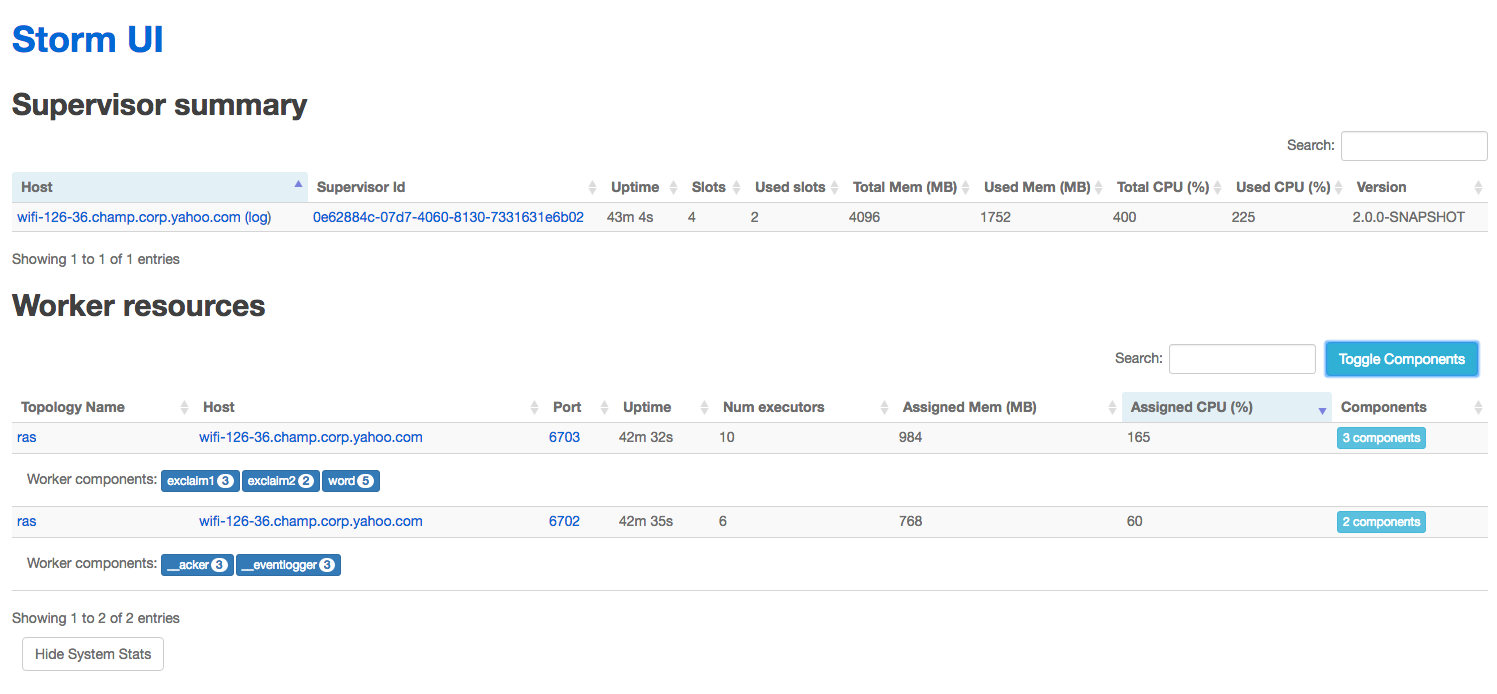 Storm UI
Supervisor summary
Search:
Host Supervisor Id Uptime Slots Used slots Total Mem (MB) Used Mem (MB) Total CPU (%) Used CPU (%) Version
wifi-126-36.champ.corp.yahoo.com (log) 0e62884c-07d7-4060-8130-7331631e6b02 43m 4s 4 2 4096 1752 400 225 2.0.0-SNAPSHOT
Showing 1 to 1 of 1 entries
Worker resources
Search: Toggle Components
Topology Name Host Port Uptime Num executors Assigned Mem (MB) Assigned CPU (%) Components
ras wifi-126-36.champ.corp.yahoo.com 6703 42m 32s 10 984 165 3 components
Worker components: exclaim1 3 exclaim2 2 word 5
ras wifi-126-36.champ.corp.yahoo.com 6702 42m 35s 6 768 60 2 components
Worker components: __acker 3 __eventlogger 3
Showing 1 to 2 of 2 entries
Hide System Stats